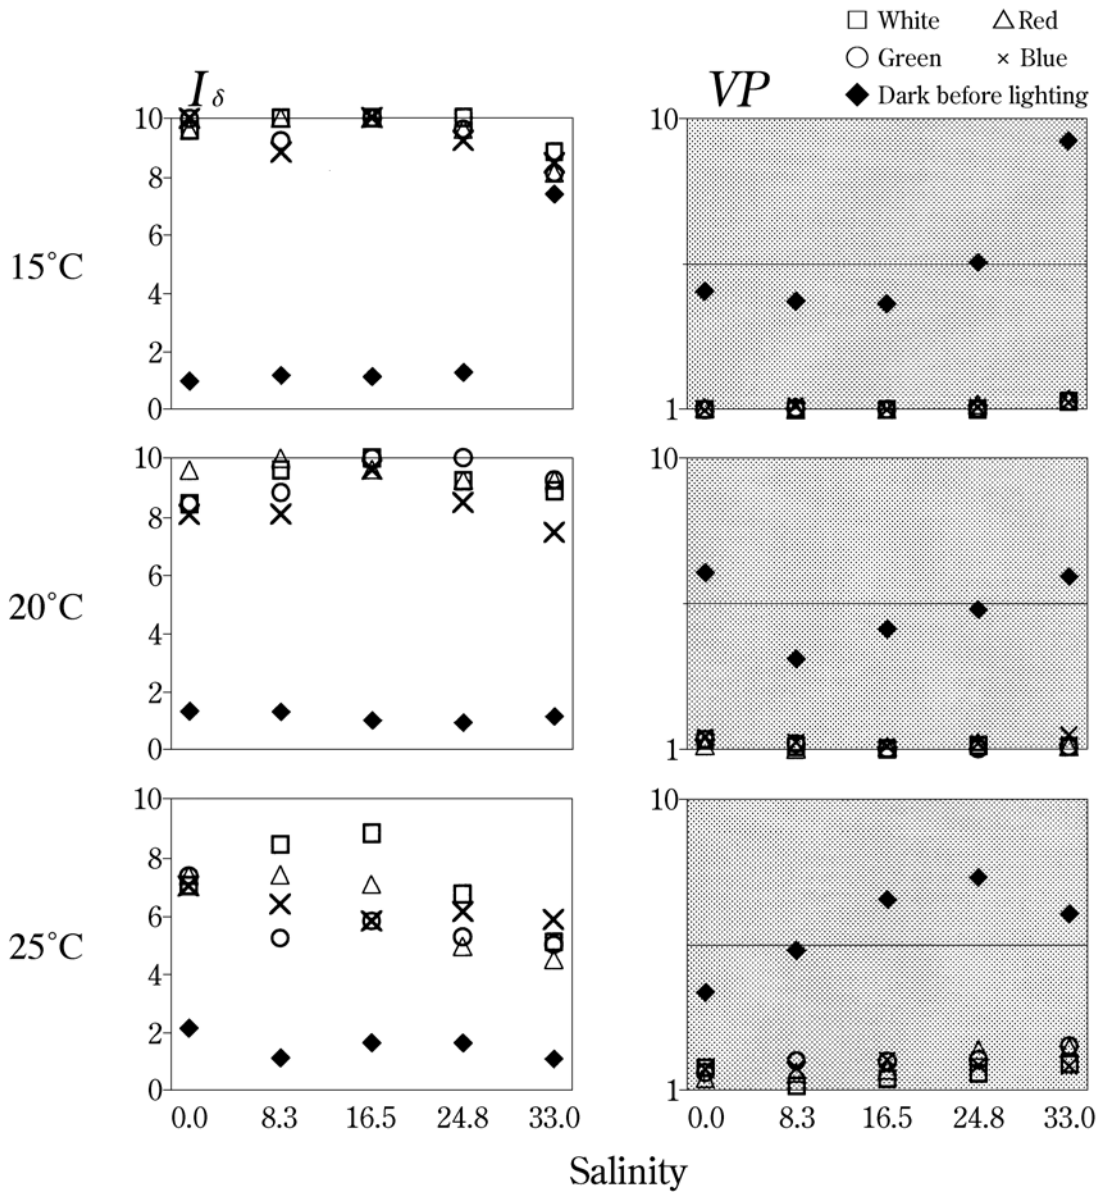 White Red
Green Blue
Dark before lighting
Iδ VP
10 10
8
6
15°C
4
2
0 1
10 10
8
6
20°C
4
2
0 1
10 10
8
6
25°C
4
2
0 1
0.0 8.3 16.5 24.8 33.0 0.0 8.3 16.5 24.8 33.0
Salinity